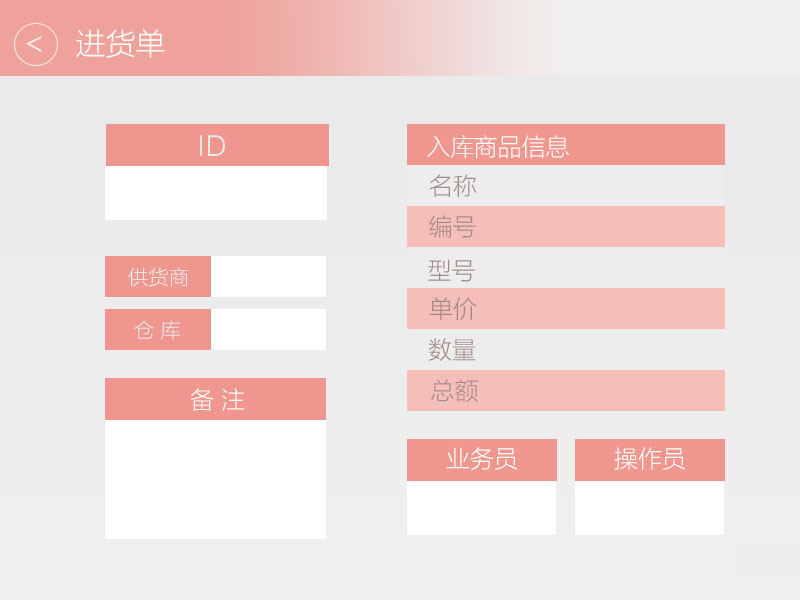 <
进货单
ID
供货商
仓 库
备 注
入库商品信息
名称
编号
型号
单价
数量
总额
业务员
操作员